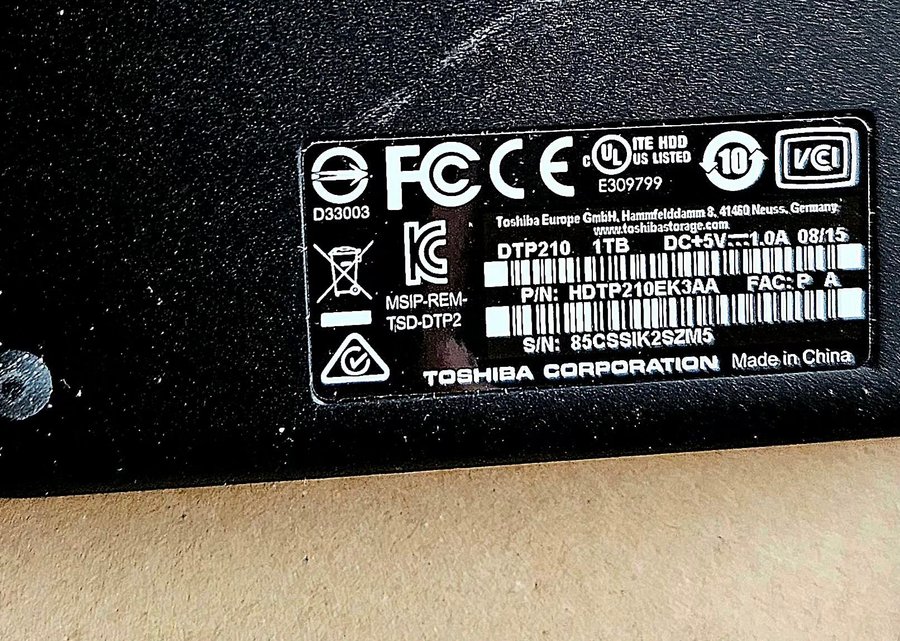 D33003
FC CE
c UL US LISTED
ITE HDD
E309799
10
VCI
Toshiba Europe GmbH, Hammfelddamm 8, 41460 Neuss, Germany
www.toshibastorage.com
DTP210 1TB DC+5V⎓1.0A 08/15
P/N: HDTP210EK3AA FAC: P A
S/N: 85CSSIK2SZM5
KC
MSIP-REM-
TSD-DTP2
TOSHIBA CORPORATION Made in China